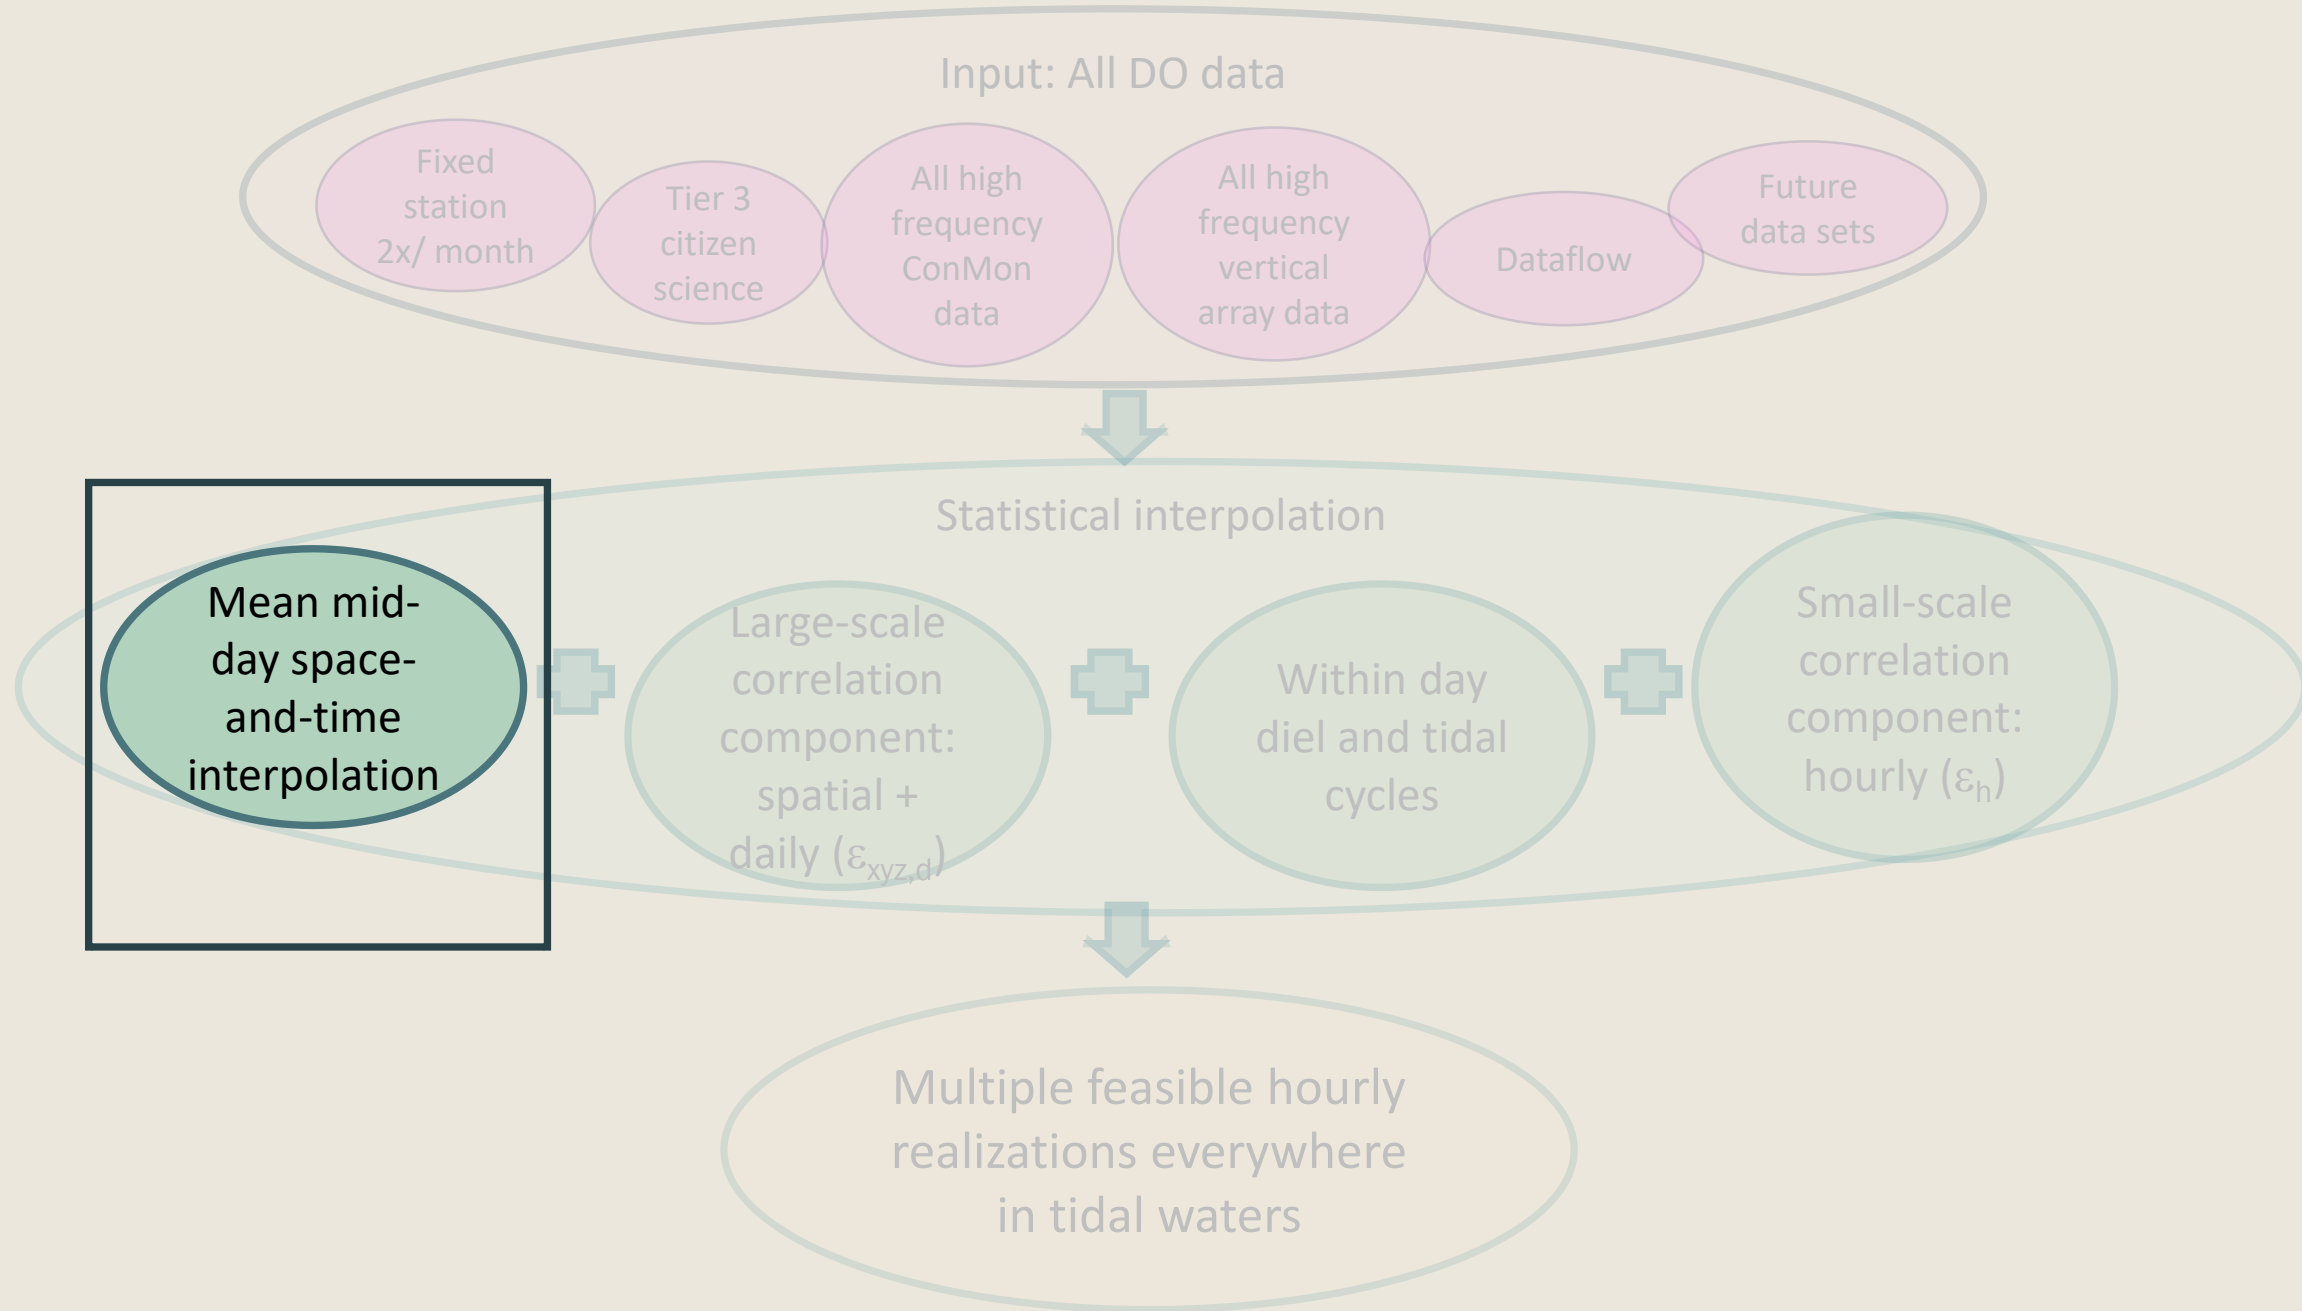 Input: All DO data
Fixed
station
2x/ month
Tier 3
citizen
science
All high
frequency
ConMon
data
All high
frequency
vertical
array data
Dataflow
Future
data sets
Statistical interpolation
Mean mid-
day space-
and-time
interpolation
Large-scale
correlation
component:
spatial +
daily (εxyz,d)
Within day
diel and tidal
cycles
Small-scale
correlation
component:
hourly (εh)
Multiple feasible hourly
realizations everywhere
in tidal waters